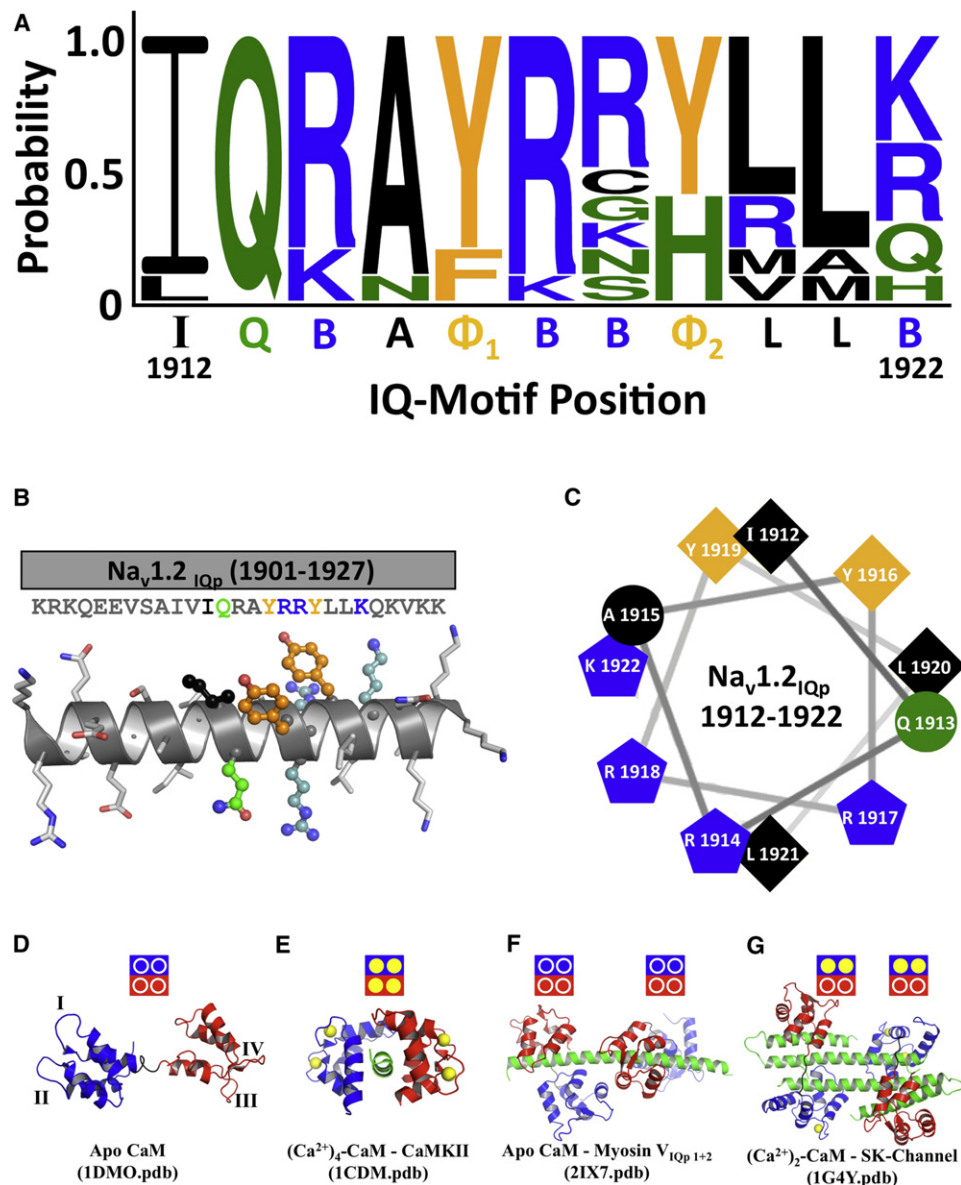 A
Probability
1.0
0.5
0
I Q R A Y R R Y L L K
L K N F K C G K N S H R M V A M R Q H
I Q B A Φ1 B B Φ2 L L B
1912 1922
IQ-Motif Position
B
Nav1.2 IQp (1901-1927)
KRKQEEVSAIVIQRAYRRYLLKQKVKK
C
Y 1919
I 1912
Y 1916
A 1915
K 1922
L 1920
Q 1913
R 1918
R 1917
R 1914
L 1921
Nav1.2IQp
1912-1922
D
I
II
IV
III
Apo CaM
(1DMO.pdb)
E
(Ca2+)4-CaM - CaMKII
(1CDM.pdb)
F
Apo CaM - Myosin VIQp 1+2
(2IX7.pdb)
G
(Ca2+)2-CaM - SK-Channel
(1G4Y.pdb)